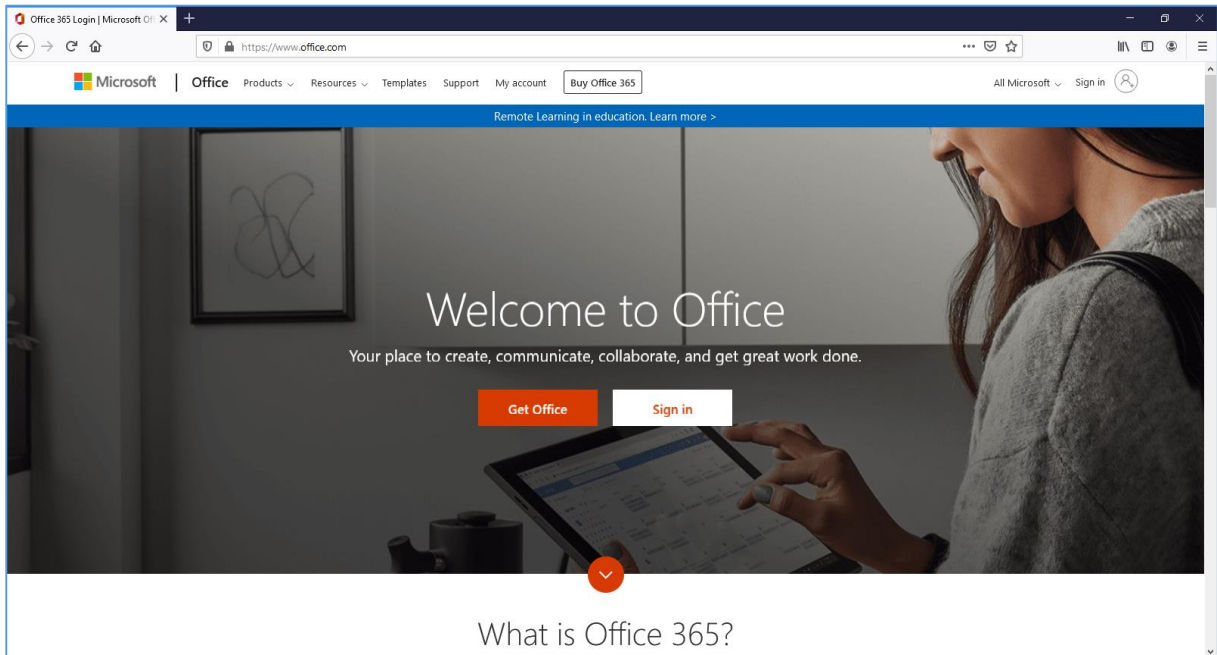 Office 365 Login | Microsoft Of
https://www.office.com
Microsoft Office Products Resources Templates Support My account Buy Office 365 All Microsoft Sign in
Remote Learning in education. Learn more >
Welcome to Office
Your place to create, communicate, collaborate, and get great work done.
Get Office Sign in
What is Office 365?